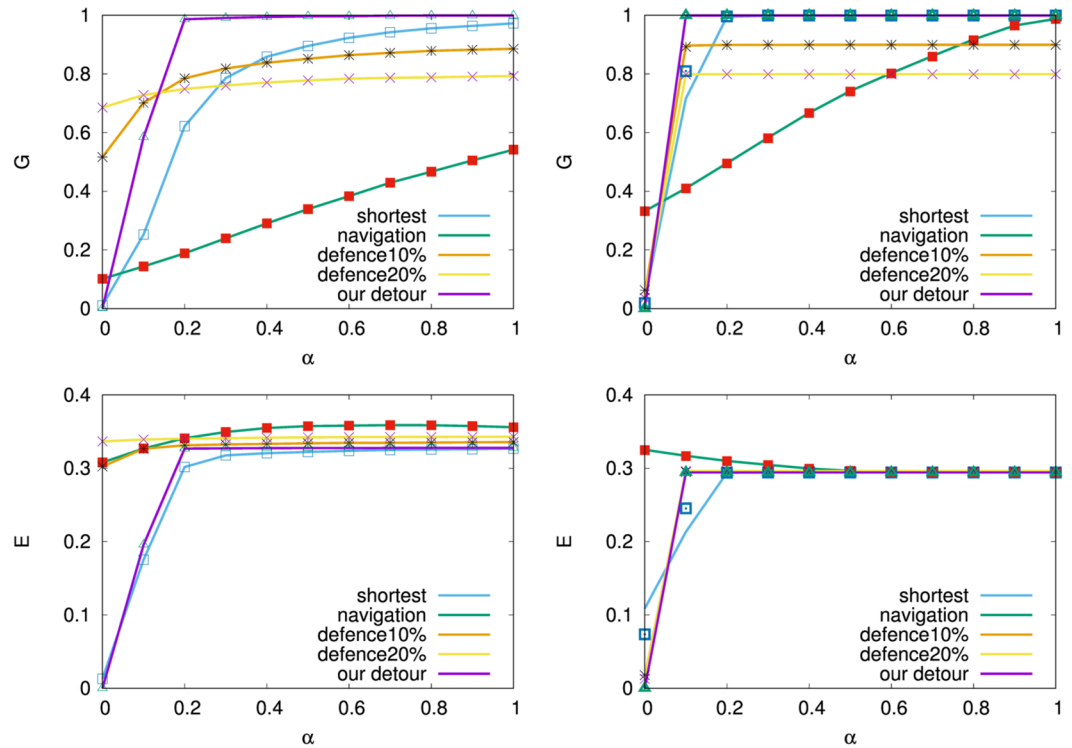 1
0.8
0.6
0.4
0.2
0
G
0 0.2 0.4 0.6 0.8 1
α
shortest
navigation
defence10%
defence20%
our detour
1
0.8
0.6
0.4
0.2
0
G
0 0.2 0.4 0.6 0.8 1
α
shortest
navigation
defence10%
defence20%
our detour
0.4
0.3
0.2
0.1
0
E
0 0.2 0.4 0.6 0.8 1
α
shortest
navigation
defence10%
defence20%
our detour
0.4
0.3
0.2
0.1
0
E
0 0.2 0.4 0.6 0.8 1
α
shortest
navigation
defence10%
defence20%
our detour